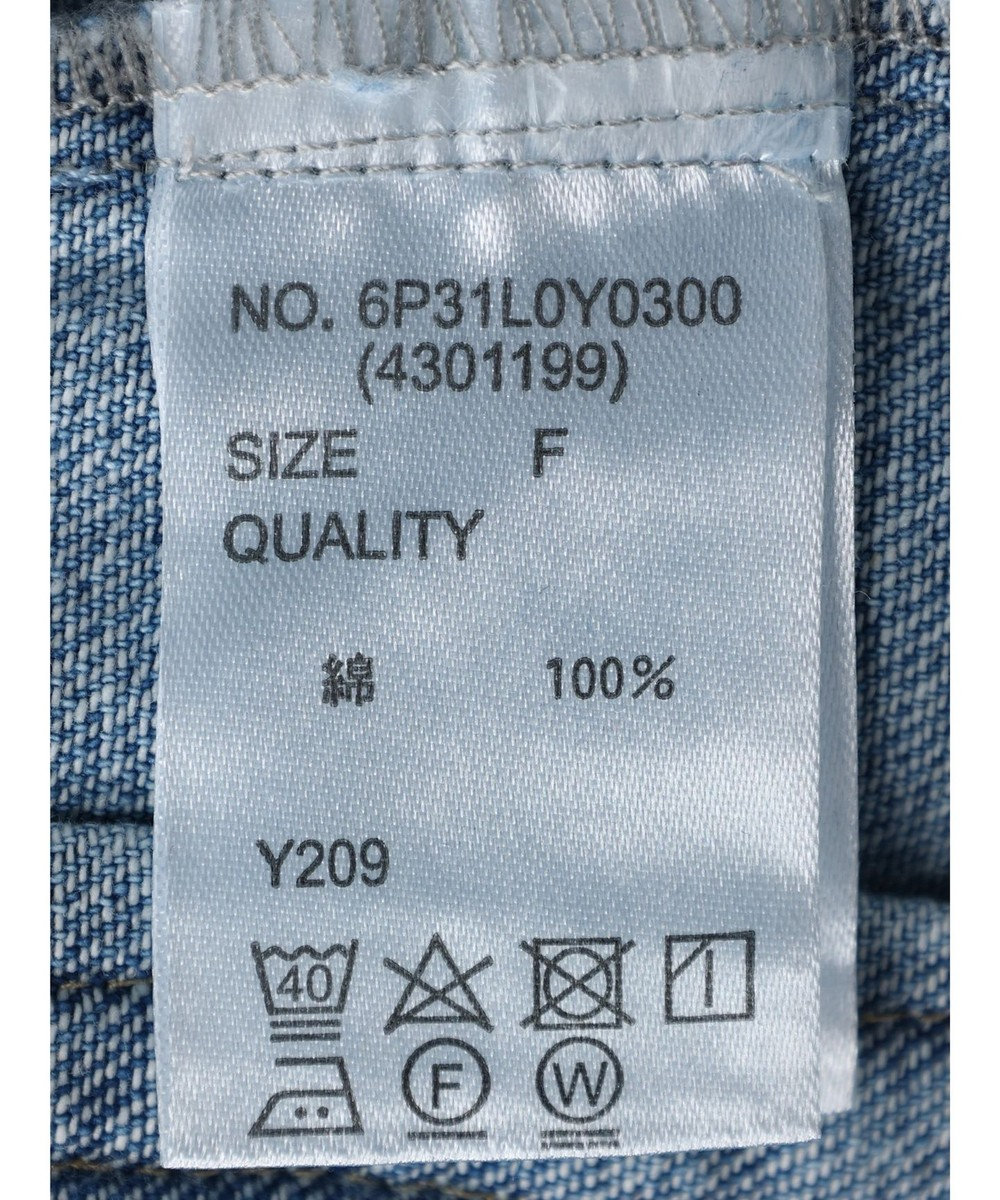 NO. 6P31L0Y0300
(4301199)
SIZE F
QUALITY
綿 100%
Y209
40
F W